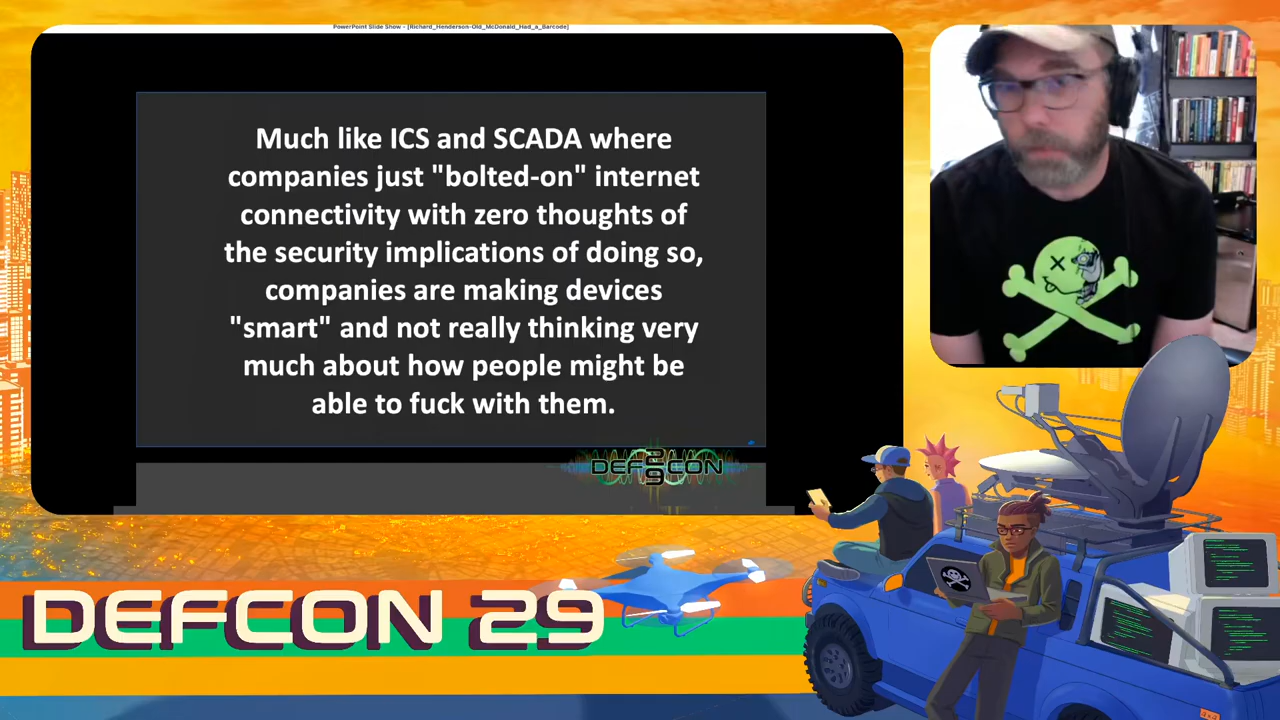 PowerPoint Slide Show - [Richard_Henderson-Old_McDonald_Had_a_Barcode]
Much like ICS and SCADA where
companies just "bolted-on" internet
connectivity with zero thoughts of
the security implications of doing so,
companies are making devices
"smart" and not really thinking very
much about how people might be
able to fuck with them.
DEFCON
29
DEFCON 29